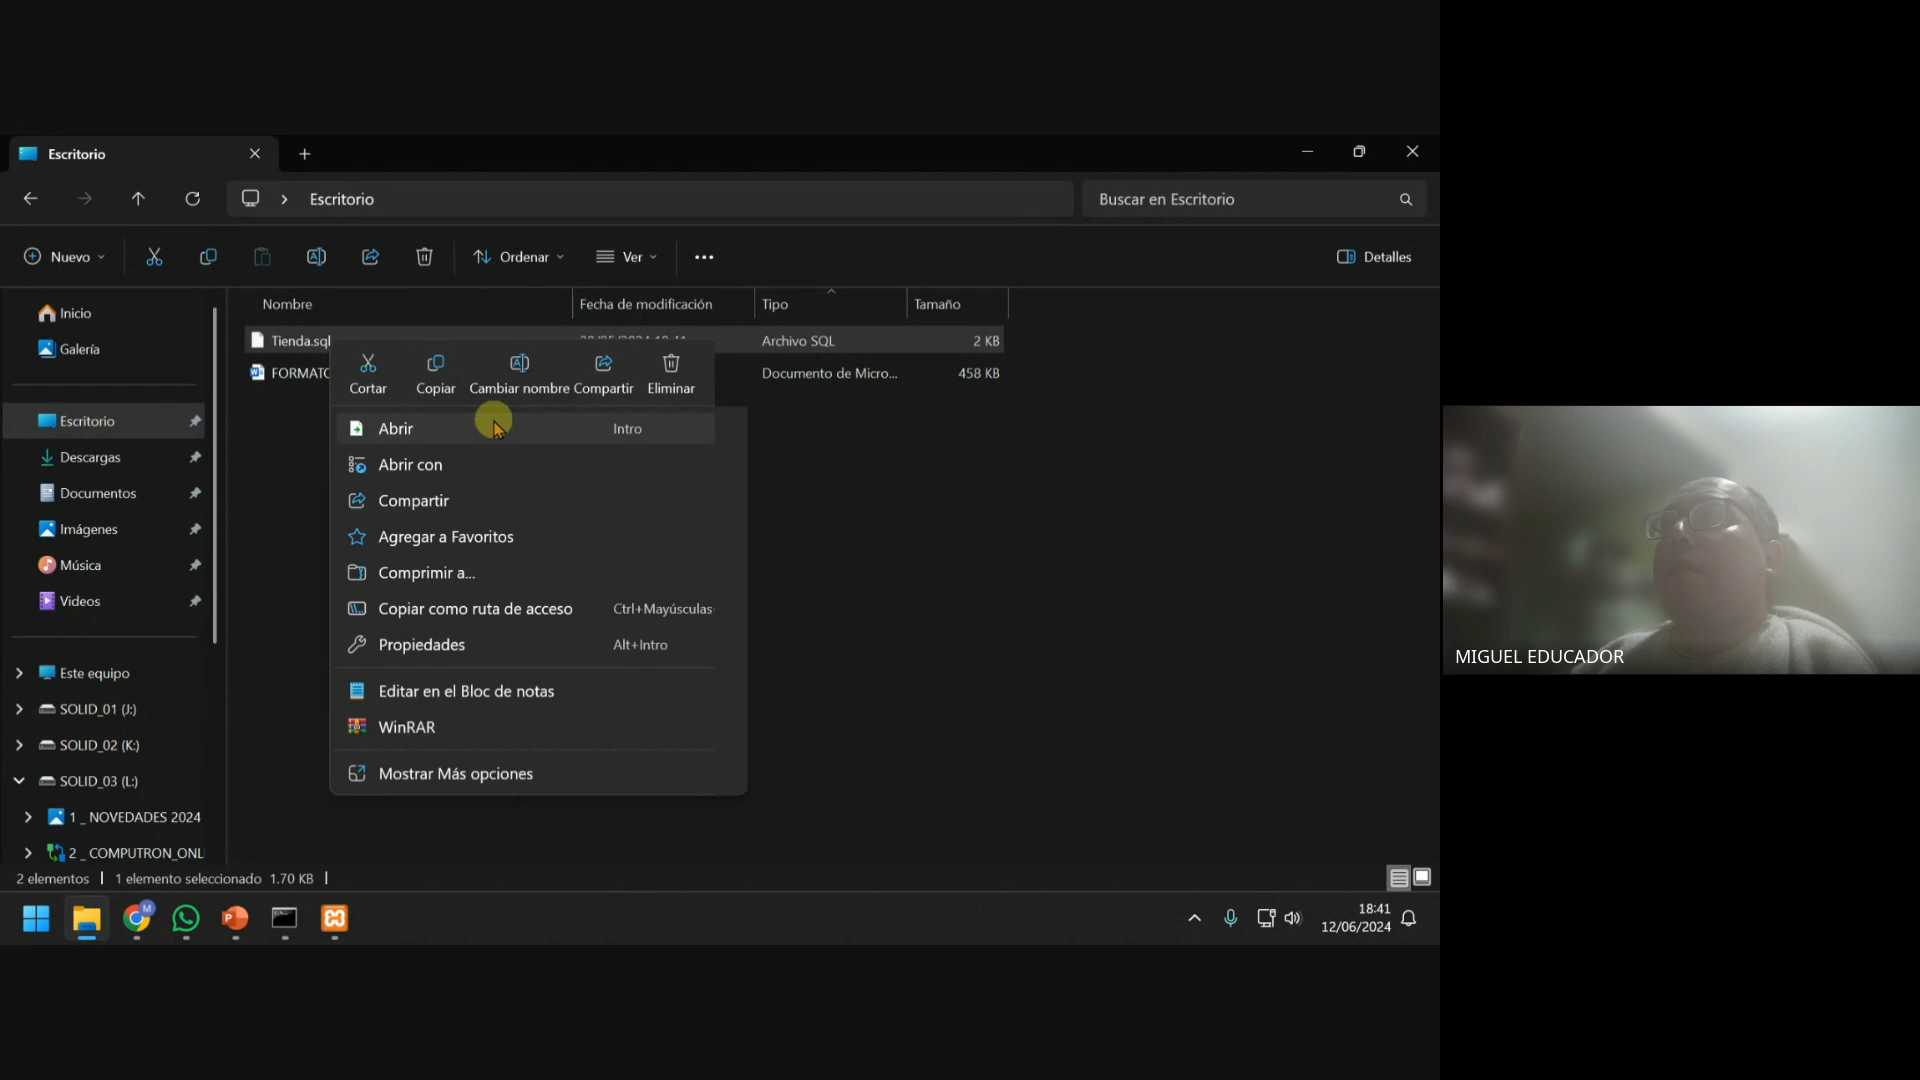 Escritorio
Escritorio
Buscar en Escritorio
Nuevo
Ordenar
Ver
Detalles
Nombre
Fecha de modificación
Tipo
Tamaño
Inicio
Galería
Escritorio
Descargas
Documentos
Imágenes
Música
Videos
Este equipo
SOLID_01 (J:)
SOLID_02 (K:)
SOLID_03 (L:)
1 _ NOVEDADES 2024
2 _ COMPUTRON_ONL
Tienda.sql
Archivo SQL
2 KB
FORMATO
Documento de Micro...
458 KB
Cortar
Copiar
Cambiar nombre
Compartir
Eliminar
Abrir
Intro
Abrir con
Compartir
Agregar a Favoritos
Comprimir a...
Copiar como ruta de acceso
Ctrl+Mayúsculas
Propiedades
Alt+Intro
Editar en el Bloc de notas
WinRAR
Mostrar Más opciones
2 elementos
1 elemento seleccionado 1.70 KB
M
P
18:41
12/06/2024
MIGUEL EDUCADOR